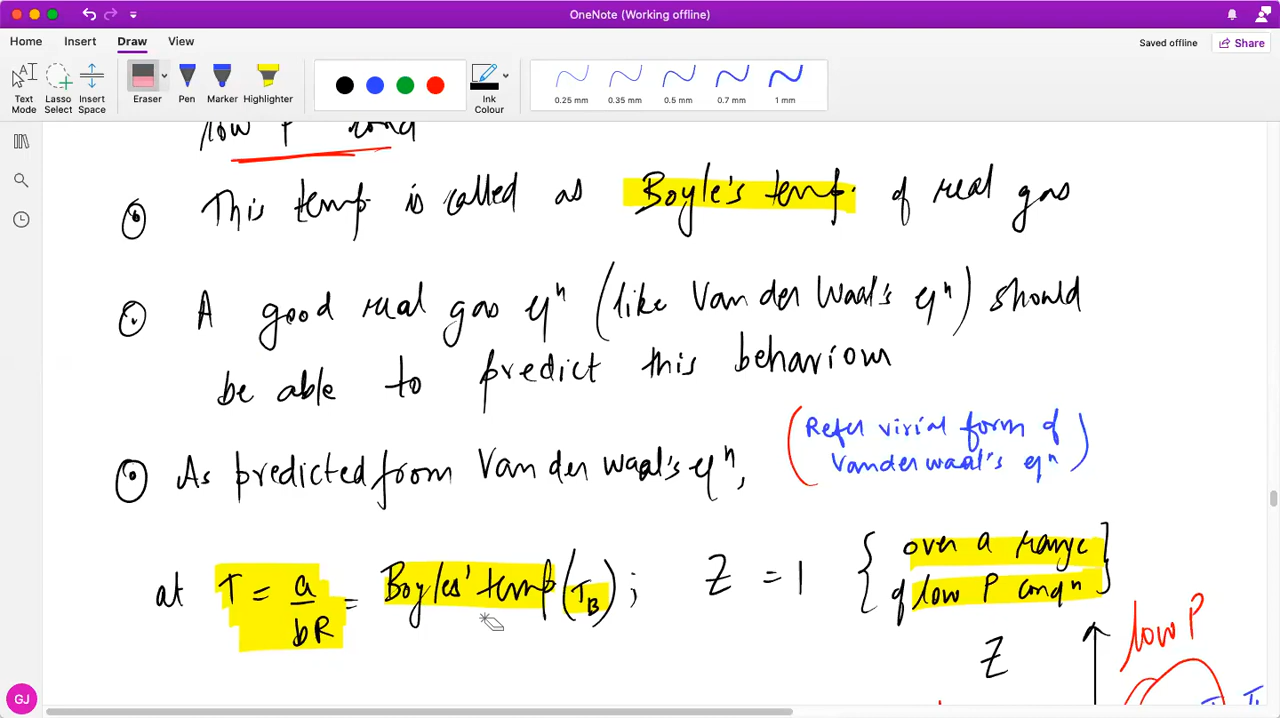 OneNote (Working offline)
Home Insert Draw View
Saved offline
Share
Text Mode
Lasso Select
Insert Space
Eraser
Pen
Marker
Highlighter
Ink Colour
0.25 mm
0.35 mm
0.5 mm
0.7 mm
1 mm
low P cond
This temp. is called as Boyle's temp. of real gas
A good real gas eqⁿ (like Van der Waal's eqⁿ) should
be able to predict this behaviour
(Refer virial form of
Vanderwaal's eqⁿ)
As predicted from Van der waal's eqⁿ,
at T = a/bR = Boyles' temp (T_B) ; Z = 1 { over a range
of low P condⁿ }
low P
Z
GJ